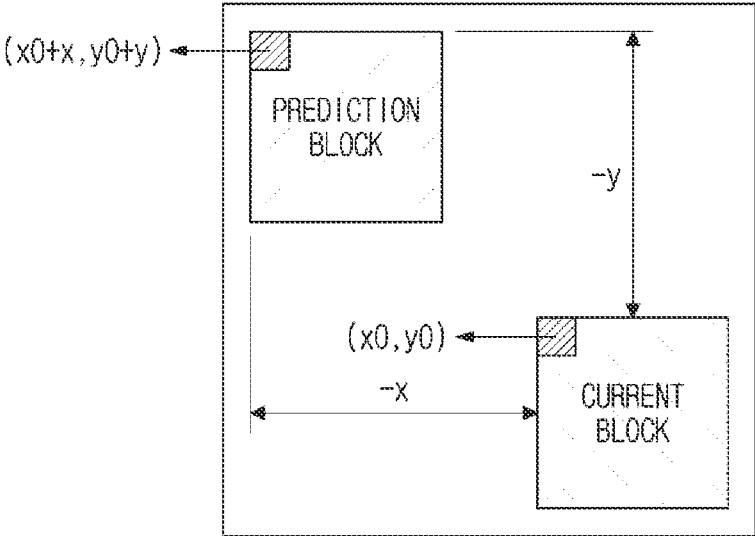 (x0+x,y0+y)
PREDICTION
BLOCK
-y
(x0,y0)
-x
CURRENT
BLOCK